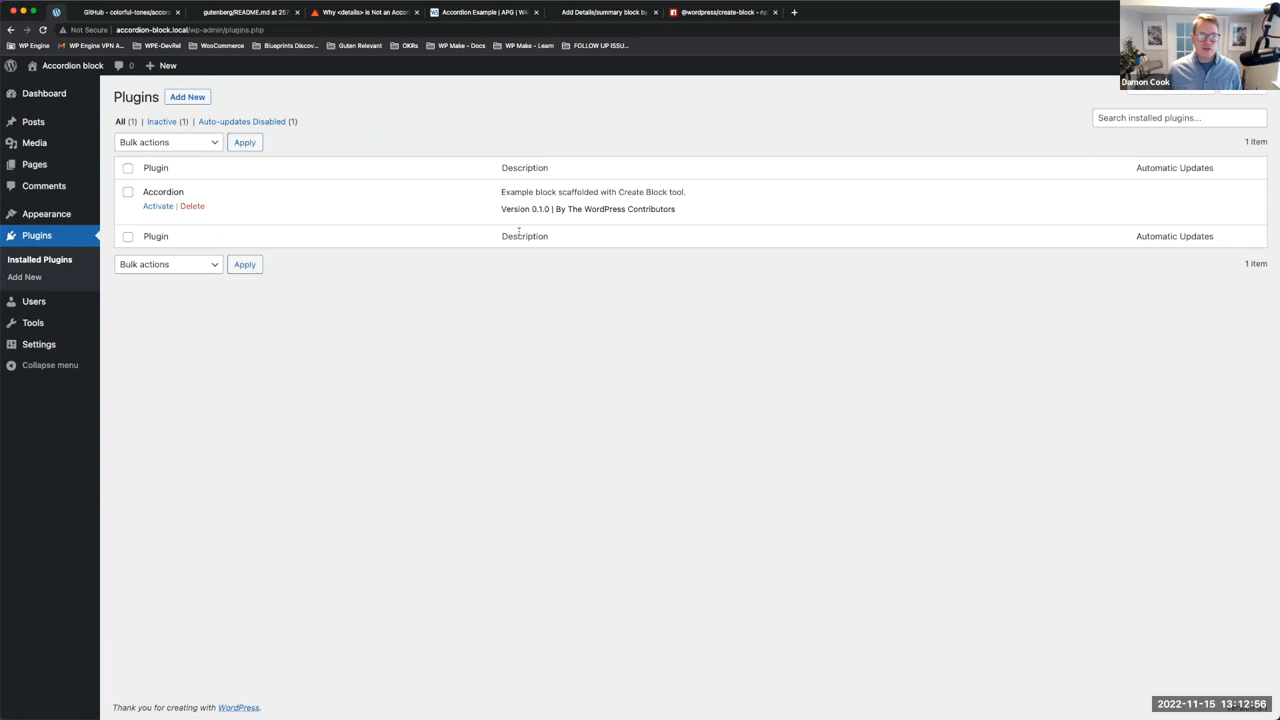 GitHub - colorful-tones/accord
gutenberg/README.md at 257
Why <details> is Not an Accor
Accordion Example | APG | WA
Add Details/summary block by
@wordpress/create-block - np
Not Secure accordion-block.local/wp-admin/plugins.php
WP Engine
WP Engine VPN A...
WPE-DevRel
WooCommerce
Blueprints Discov...
Guten Relevant
OKRs
WP Make - Docs
WP Make - Learn
FOLLOW UP ISSU...
Damon Cook
Accordion block
0
New
Dashboard
Posts
Media
Pages
Comments
Appearance
Plugins
Installed Plugins
Add New
Users
Tools
Settings
Collapse menu
Plugins
Add New
All (1) | Inactive (1) | Auto-updates Disabled (1)
Search installed plugins...
Bulk actions
Apply
1 item
Plugin Description Automatic Updates
Accordion Example block scaffolded with Create Block tool.
Activate | Delete Version 0.1.0 | By The WordPress Contributors
Plugin Description Automatic Updates
Bulk actions
Apply
1 item
Thank you for creating with WordPress.
2022-11-15 13:12:56